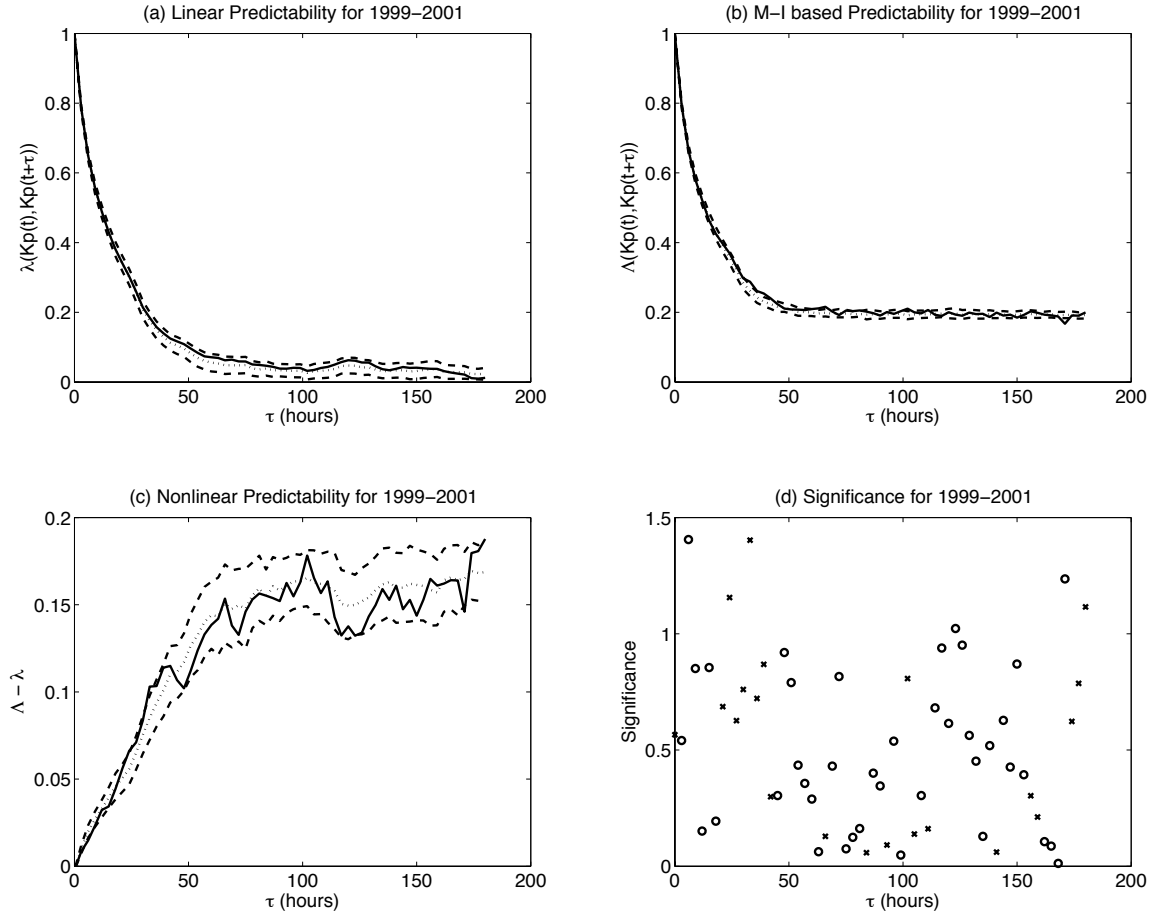 (a) Linear Predictability for 1999−2001
λ(Kp(t),Kp(t+τ))
1
0.8
0.6
0.4
0.2
0
0 50 100 150 200
τ (hours)
(b) M−I based Predictability for 1999−2001
Λ(Kp(t),Kp(t+τ))
1
0.8
0.6
0.4
0.2
0
0 50 100 150 200
τ (hours)
(c) Nonlinear Predictability for 1999−2001
Λ − λ
0.2
0.15
0.1
0.05
0
0 50 100 150 200
τ (hours)
(d) Significance for 1999−2001
Significance
1.5
1
0.5
0
0 50 100 150 200
τ (hours)